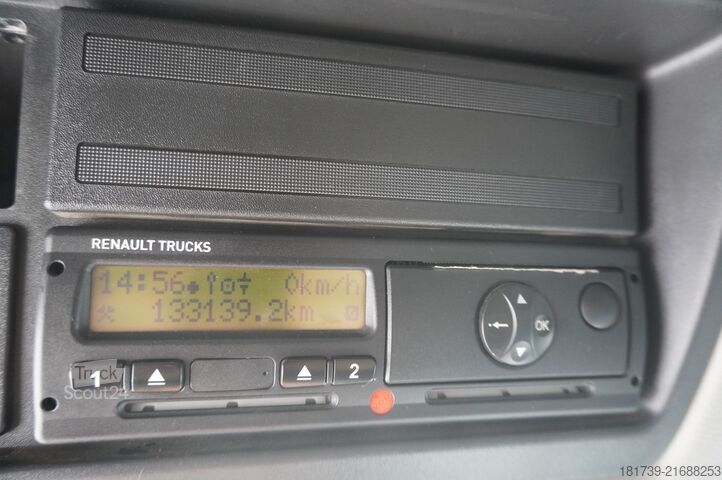 RENAULT TRUCKS
14:56 0km/h
133139.2km
1 2
OK
Truck
Scout24
181739-21688253